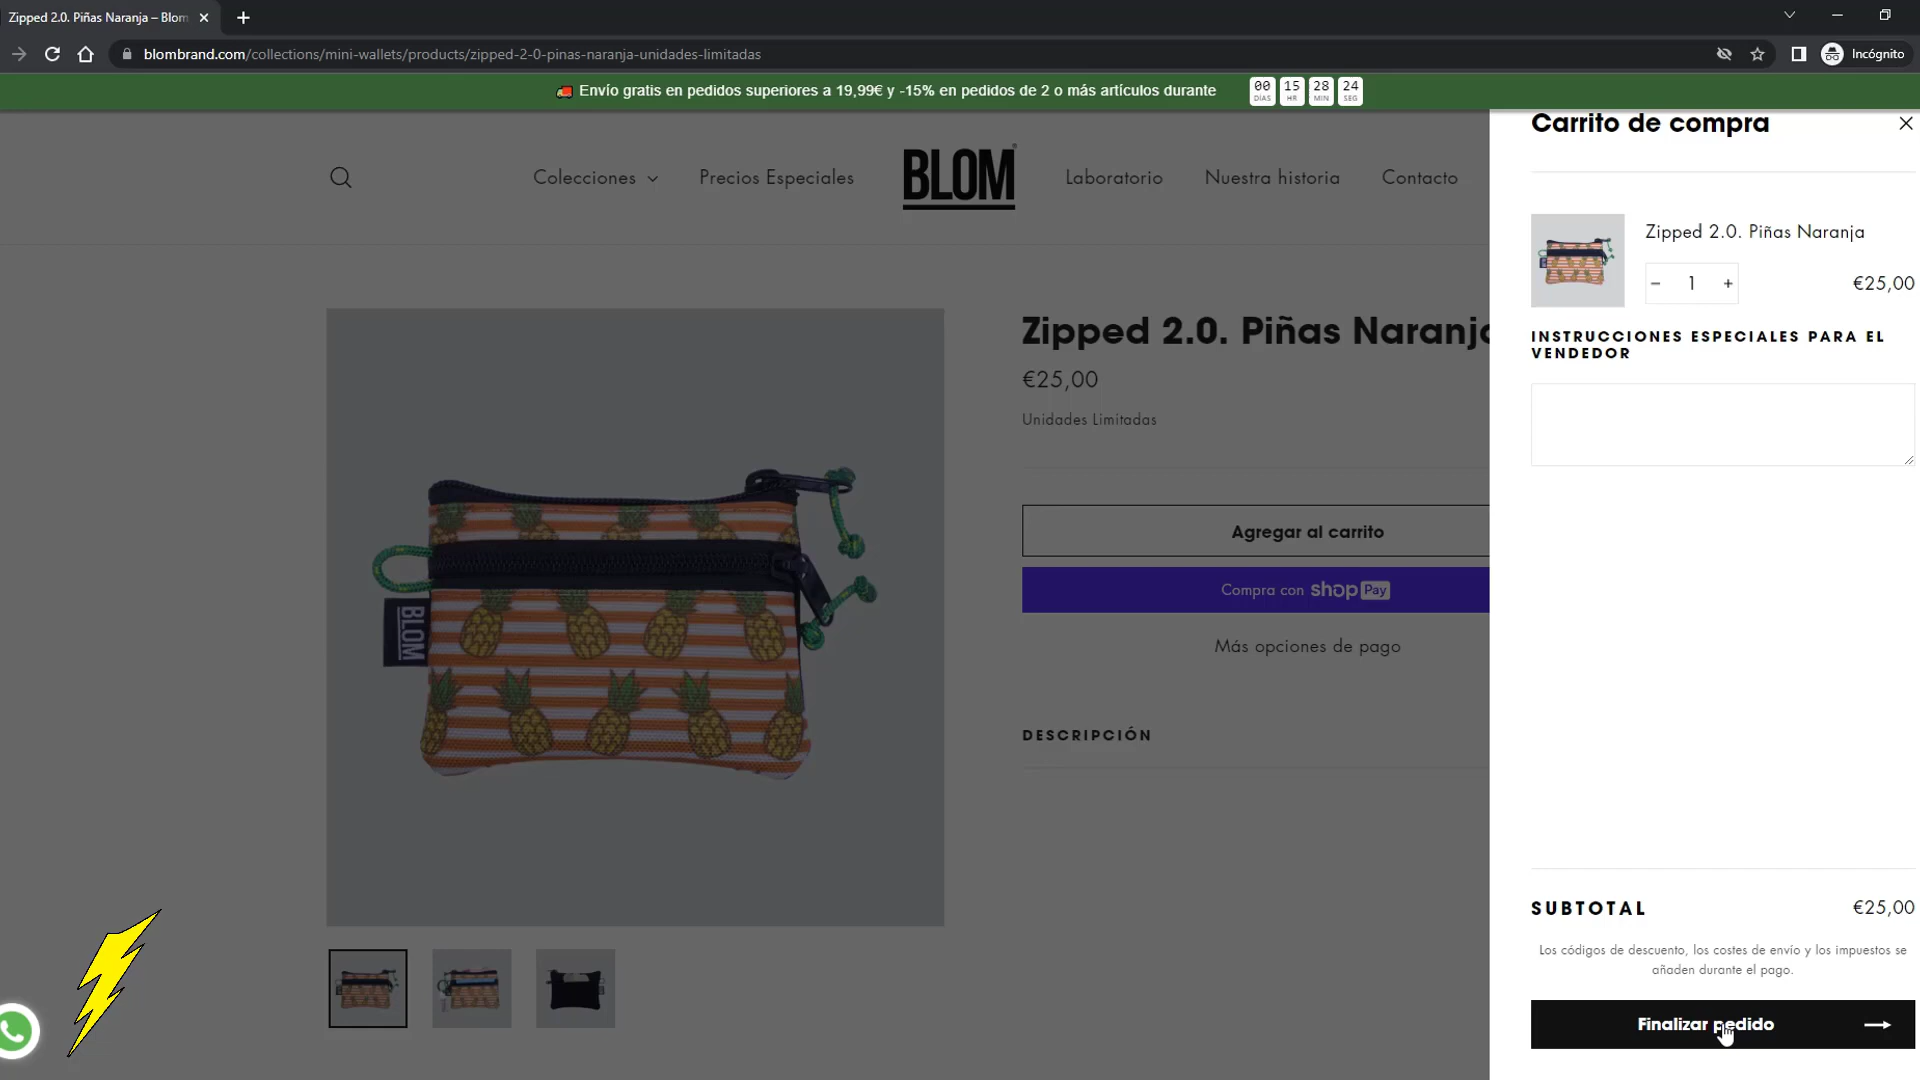 Zipped 2.0. Piñas Naranja – Blom
blombrand.com/collections/mini-wallets/products/zipped-2-0-pinas-naranja-unidades-limitadas
Incógnito
Envío gratis en pedidos superiores a 19,99€ y -15% en pedidos de 2 o más artículos durante
00 15 28 24
DÍAS HR MIN SEG
Carrito de compra
Colecciones
Precios Especiales
BLOM
Laboratorio
Nuestra historia
Contacto
Zipped 2.0. Piñas Naranja
1
€25,00
INSTRUCCIONES ESPECIALES PARA EL
VENDEDOR
Zipped 2.0. Piñas Naranja
€25,00
Unidades Limitadas
Agregar al carrito
Compra con shop Pay
Más opciones de pago
DESCRIPCIÓN
BLOM
SUBTOTAL
€25,00
Los códigos de descuento, los costes de envío y los impuestos se
añaden durante el pago.
Finalizar pedido